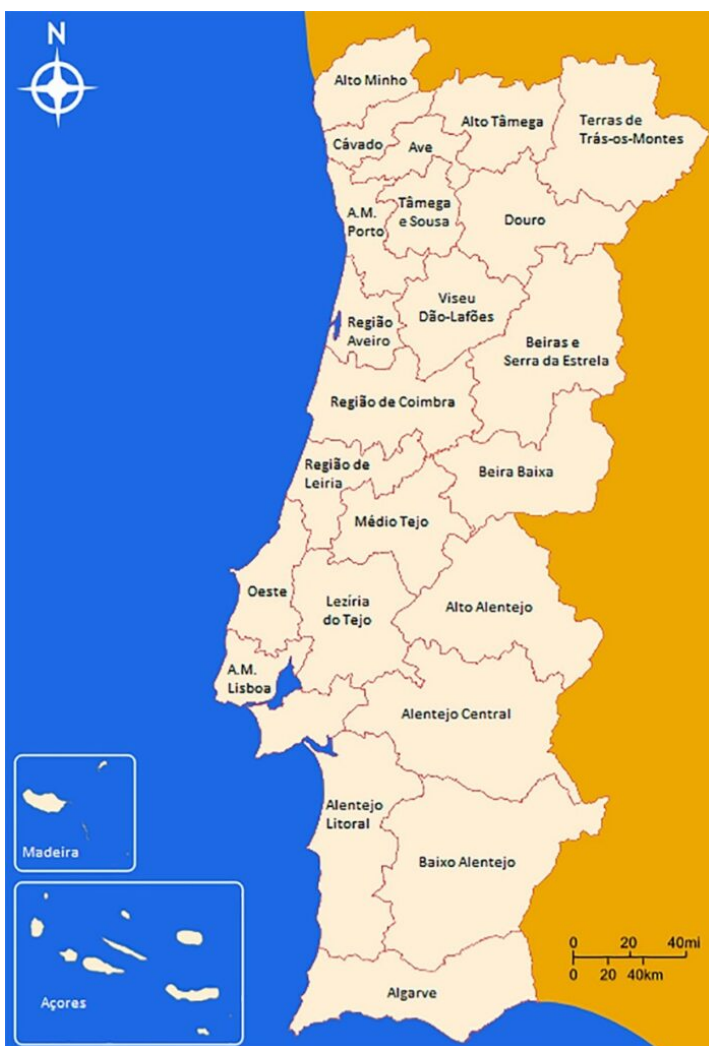 N
Alto Minho
Alto Tâmega
Terras de
Trás-os-Montes
Cávado
Ave
A.M.
Porto
Tâmega
e Sousa
Douro
Viseu
Dão-Lafões
Região
Aveiro
Beiras e
Serra da Estrela
Região de Coimbra
Região de
Leiria
Beira Baixa
Médio Tejo
Oeste
Lezíria
do Tejo
Alto Alentejo
A.M.
Lisboa
Alentejo Central
Alentejo
Litoral
Madeira
Baixo Alentejo
0 20 40mi
0 20 40km
Açores
Algarve